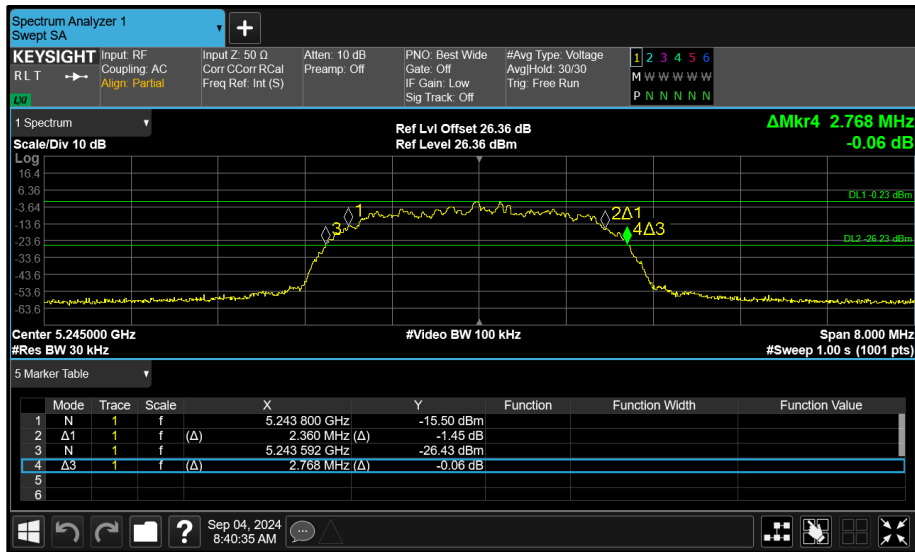 Spectrum Analyzer 1
Swept SA
KEYSIGHT Input: RF Input Z: 50 Ω Atten: 10 dB PNO: Best Wide #Avg Type: Voltage 1 2 3 4 5 6
R L T Coupling: AC Corr CCorr RCal Preamp: Off Gate: Off Avg|Hold: 30/30 M W W W W W
Align: Partial Freq Ref: Int (S) IF Gain: Low Trig: Free Run
LXI Sig Track: Off P N N N N N
1 Spectrum Ref Lvl Offset 26.36 dB ΔMkr4 2.768 MHz
Scale/Div 10 dB Ref Level 26.36 dBm -0.06 dB
Log
16.4
6.36 DL1 -0.23 dBm
-3.64
1 2Δ1
-13.6
3 4Δ3
-23.6 DL2 -26.23 dBm
-33.6
-43.6
-53.6
-63.6
Center 5.245000 GHz #Video BW 100 kHz Span 8.000 MHz
#Res BW 30 kHz #Sweep 1.00 s (1001 pts)
5 Marker Table
Mode Trace Scale X Y Function Function Width Function Value
1 N 1 f 5.243 800 GHz -15.50 dBm
2 Δ1 1 f (Δ) 2.360 MHz (Δ) -1.45 dB
3 N 1 f 5.243 592 GHz -26.43 dBm
4 Δ3 1 f (Δ) 2.768 MHz (Δ) -0.06 dB
5
6
? Sep 04, 2024
8:40:35 AM